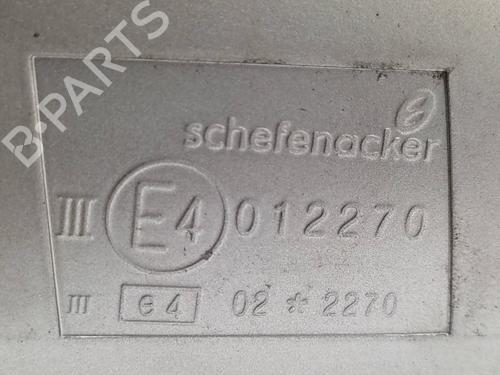 B-PARTS
schefenacker
III E4 012270
III e4 02 * 2270